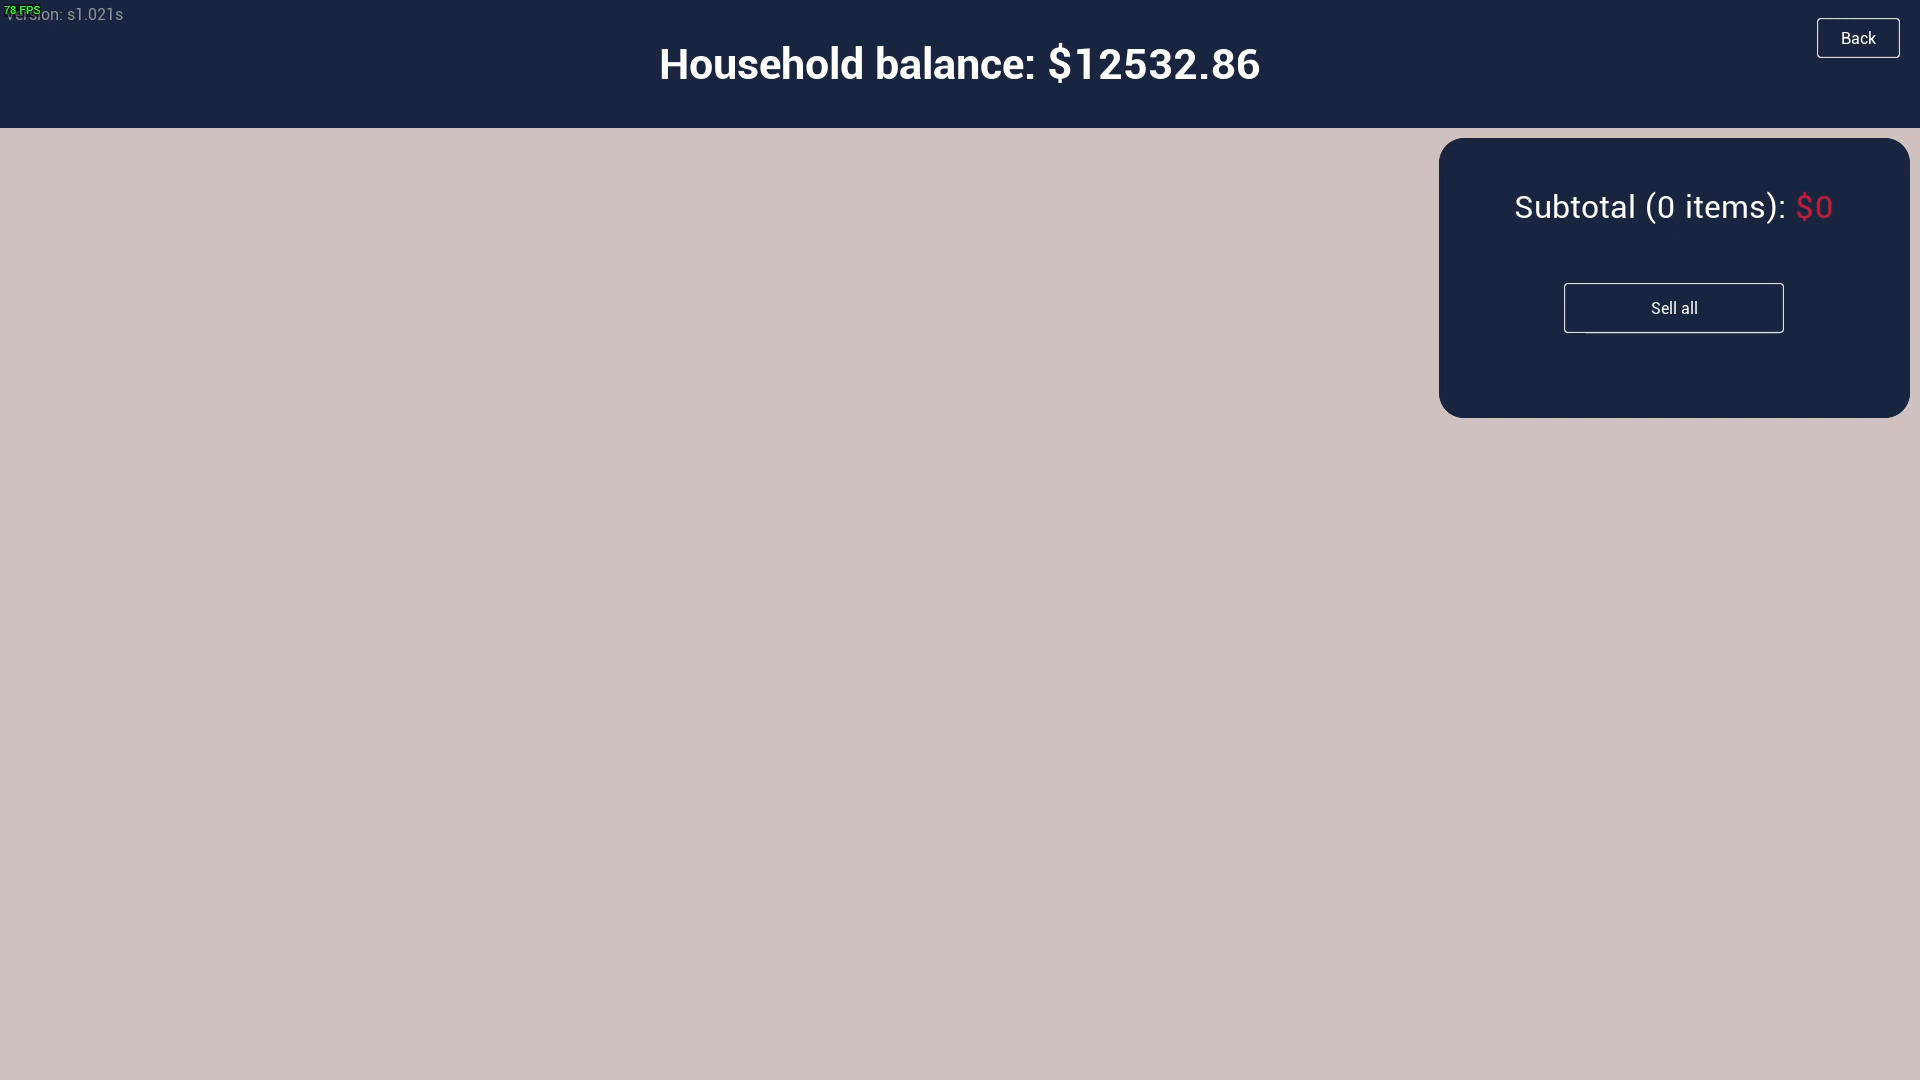 78 FPS
Version: s1.021s
Back
Household balance: $12532.86
Subtotal (0 items): $0
Sell all